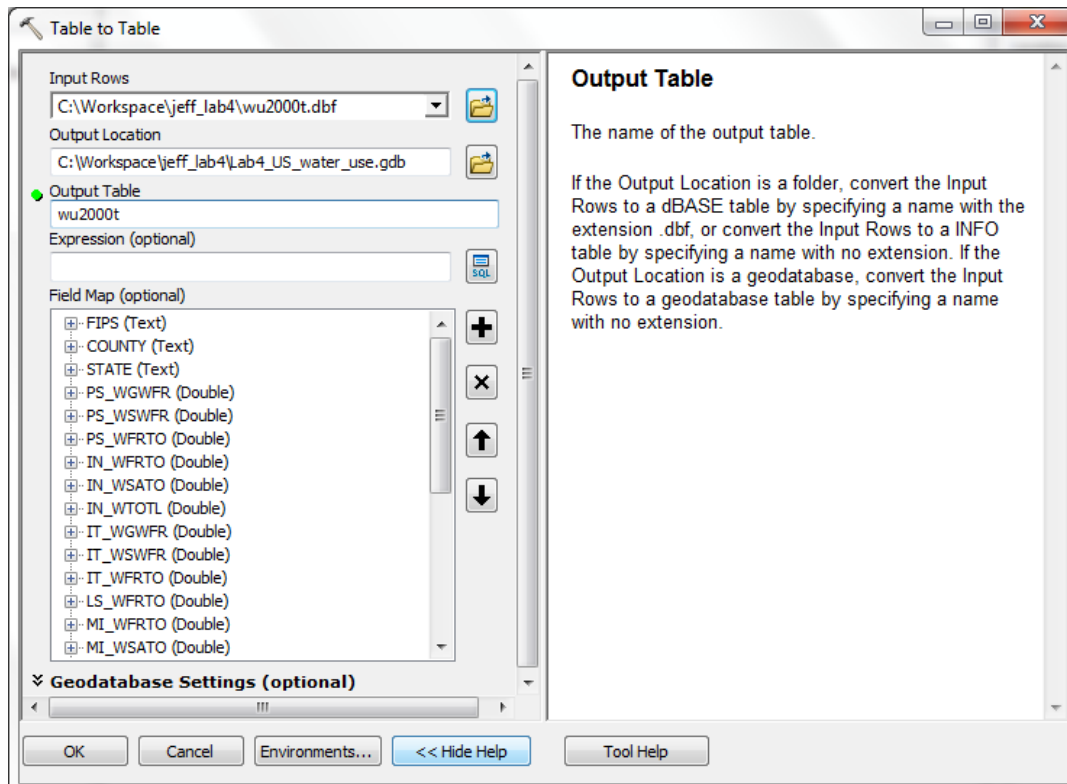 Table to Table
Input Rows
C:\Workspace\jeff_lab4\wu2000t.dbf
Output Location
C:\Workspace\jeff_lab4\Lab4_US_water_use.gdb
Output Table
wu2000t
Expression (optional)
SQL
Field Map (optional)
FIPS (Text)
COUNTY (Text)
STATE (Text)
PS_WGWFR (Double)
PS_WSWFR (Double)
PS_WFRTO (Double)
IN_WFRTO (Double)
IN_WSATO (Double)
IN_WTOTL (Double)
IT_WGWFR (Double)
IT_WSWFR (Double)
IT_WFRTO (Double)
LS_WFRTO (Double)
MI_WFRTO (Double)
MI_WSATO (Double)
Geodatabase Settings (optional)
OK
Cancel
Environments...
<< Hide Help
Output Table
The name of the output table.
If the Output Location is a folder, convert the Input
Rows to a dBASE table by specifying a name with the
extension .dbf, or convert the Input Rows to a INFO
table by specifying a name with no extension. If the
Output Location is a geodatabase, convert the Input
Rows to a geodatabase table by specifying a name
with no extension.
Tool Help